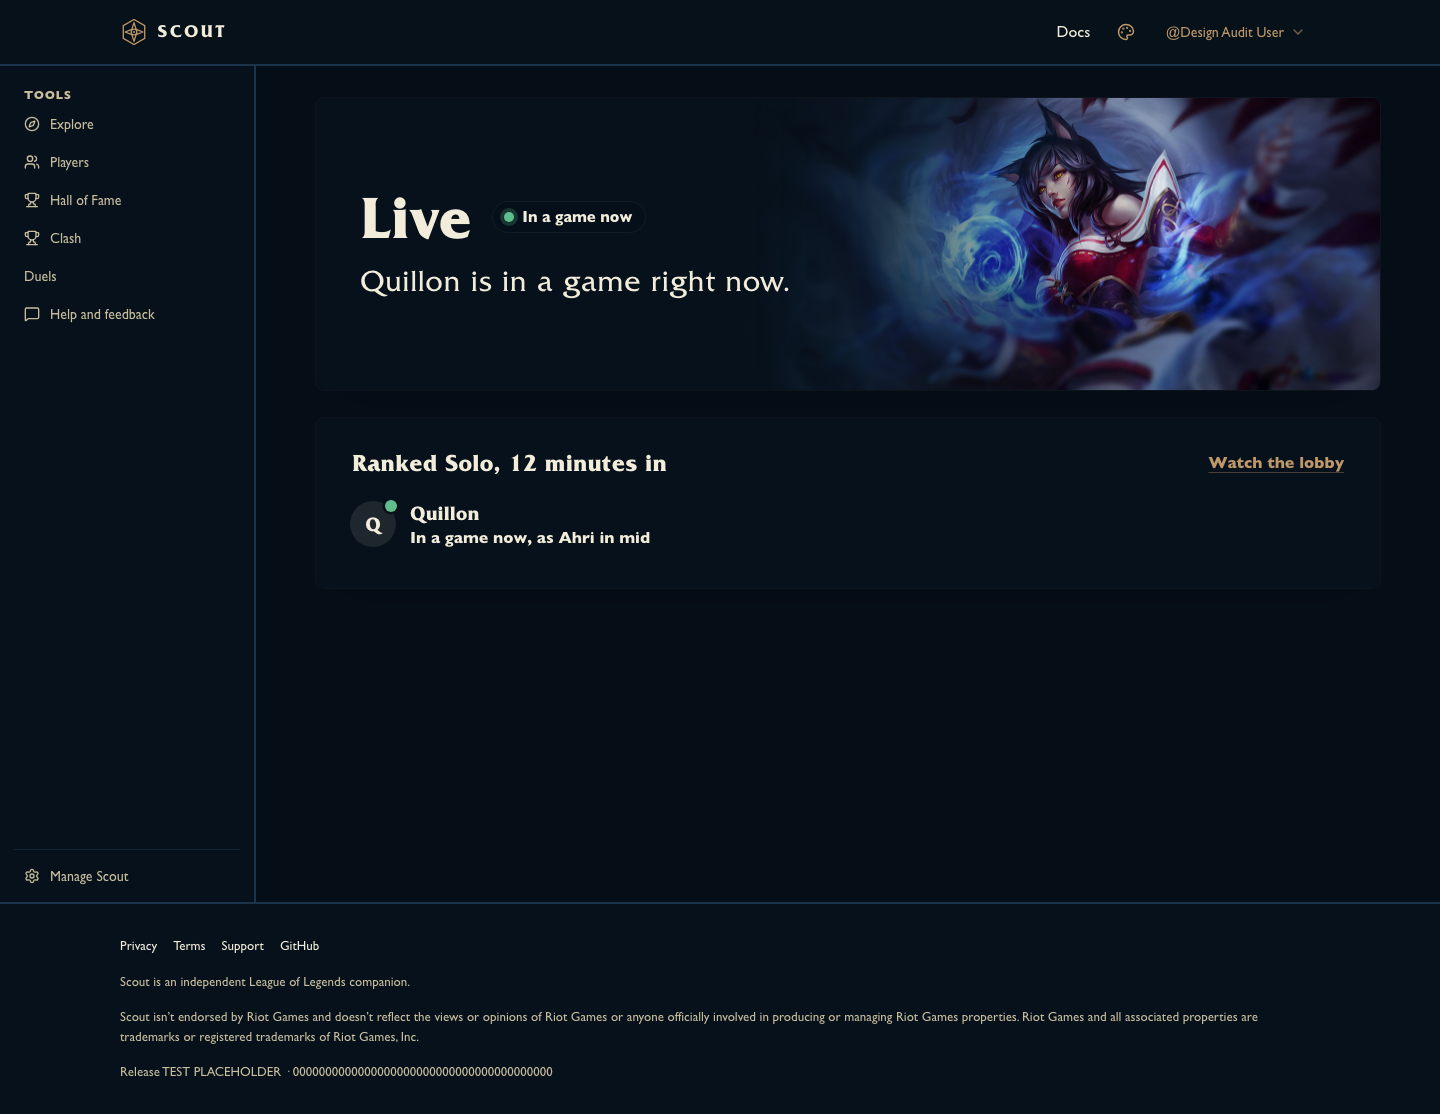 SCOUT
Docs
@Design Audit User
TOOLS
Explore
Players
Hall of Fame
Clash
Duels
Help and feedback
Manage Scout
Live
In a game now
Quillon is in a game right now.
Ranked Solo, 12 minutes in
Watch the lobby
Q
Quillon
In a game now, as Ahri in mid
Privacy Terms Support GitHub
Scout is an independent League of Legends companion.
Scout isn't endorsed by Riot Games and doesn't reflect the views or opinions of Riot Games or anyone officially involved in producing or managing Riot Games properties. Riot Games and all associated properties are
trademarks or registered trademarks of Riot Games, Inc.
Release TEST PLACEHOLDER · 0000000000000000000000000000000000000000